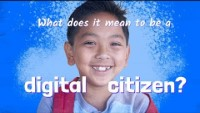 What does it mean to be a
digital citizen?